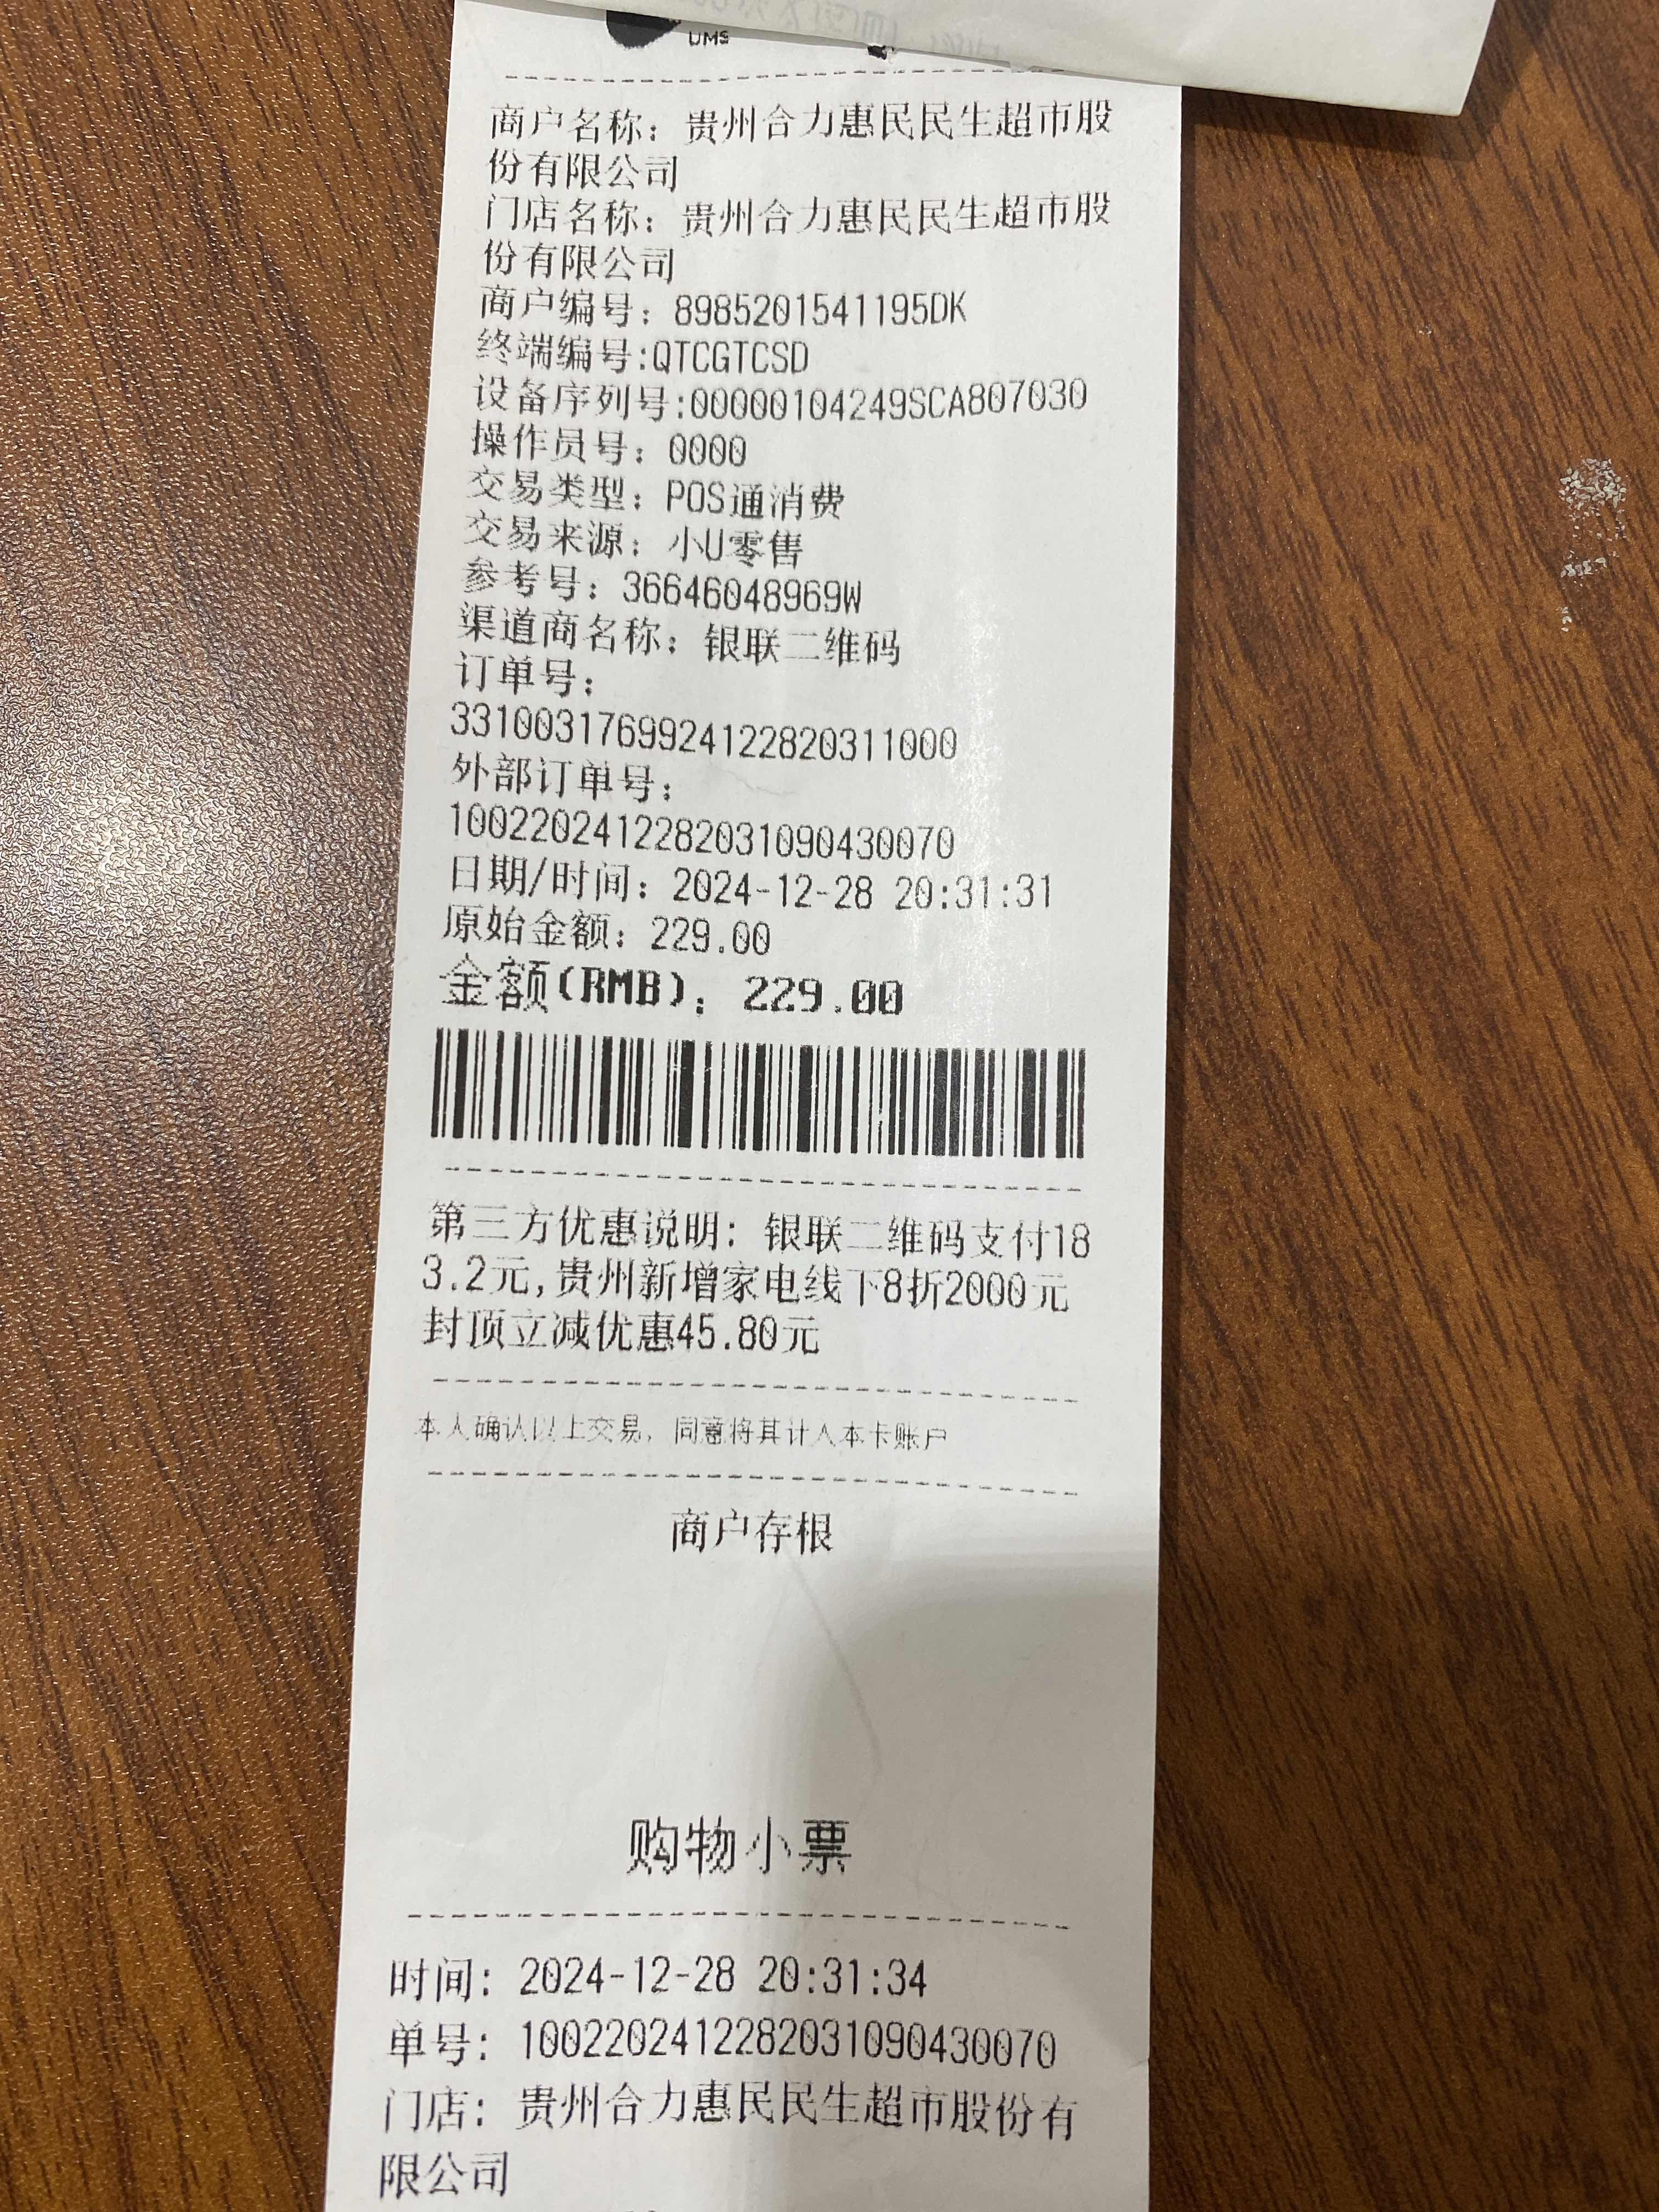 UMS
商户名称：贵州合力惠民民生超市股
份有限公司
门店名称：贵州合力惠民民生超市股
份有限公司
商户编号：8985201541195DK
终端编号:QTCGTCSD
设备序列号:00000104249SCA807030
操作员号：0000
交易类型：POS通消费
交易来源：小U零售
参考号：36646048969W
渠道商名称：银联二维码
订单号：
3310031769924122820311000
外部订单号：
1002202412282031090430070
日期/时间：2024-12-28 20:31:31
原始金额：229.00
金额(RMB)：229.00
第三方优惠说明：银联二维码支付18
3.2元,贵州新增家电线下8折2000元
封顶立减优惠45.80元
本人确认以上交易，同意将其计入本卡账户
商户存根
购物小票
时间：2024-12-28 20:31:34
单号：1002202412282031090430070
门店：贵州合力惠民民生超市股份有
限公司